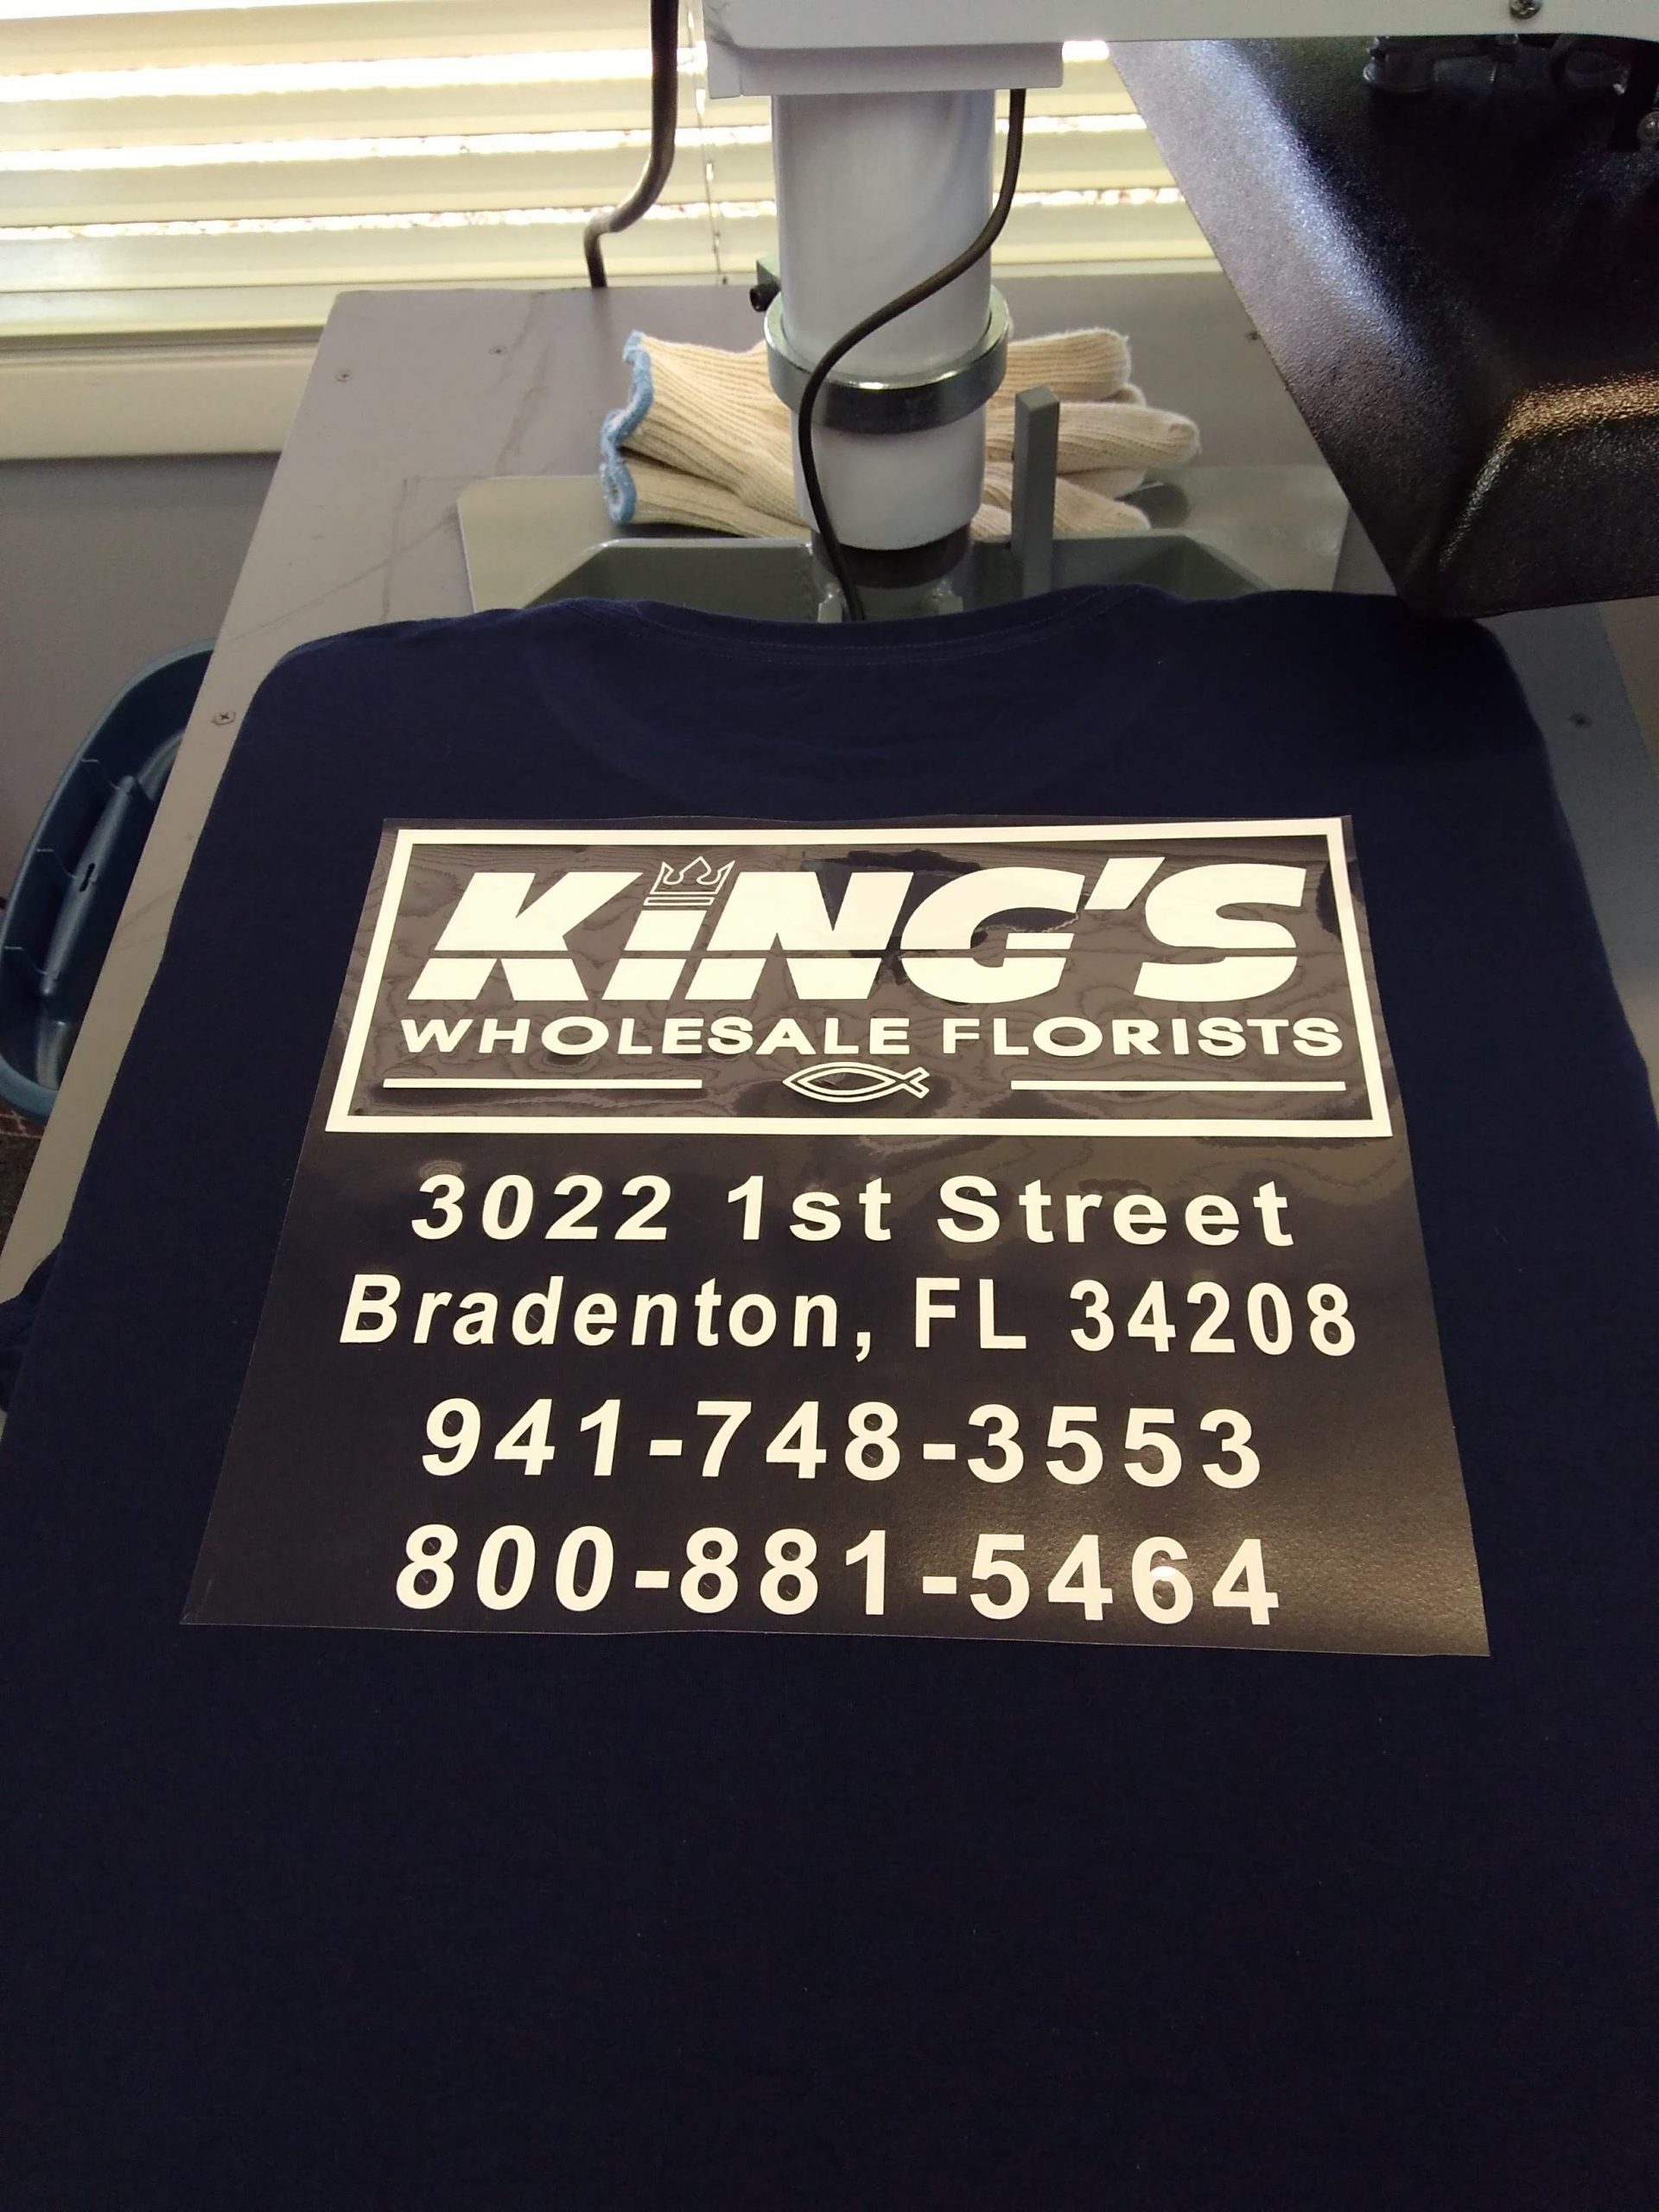 KiNG'S
WHOLESALE FLORISTS
3022 1st Street
Bradenton, FL 34208
941-748-3553
800-881-5464